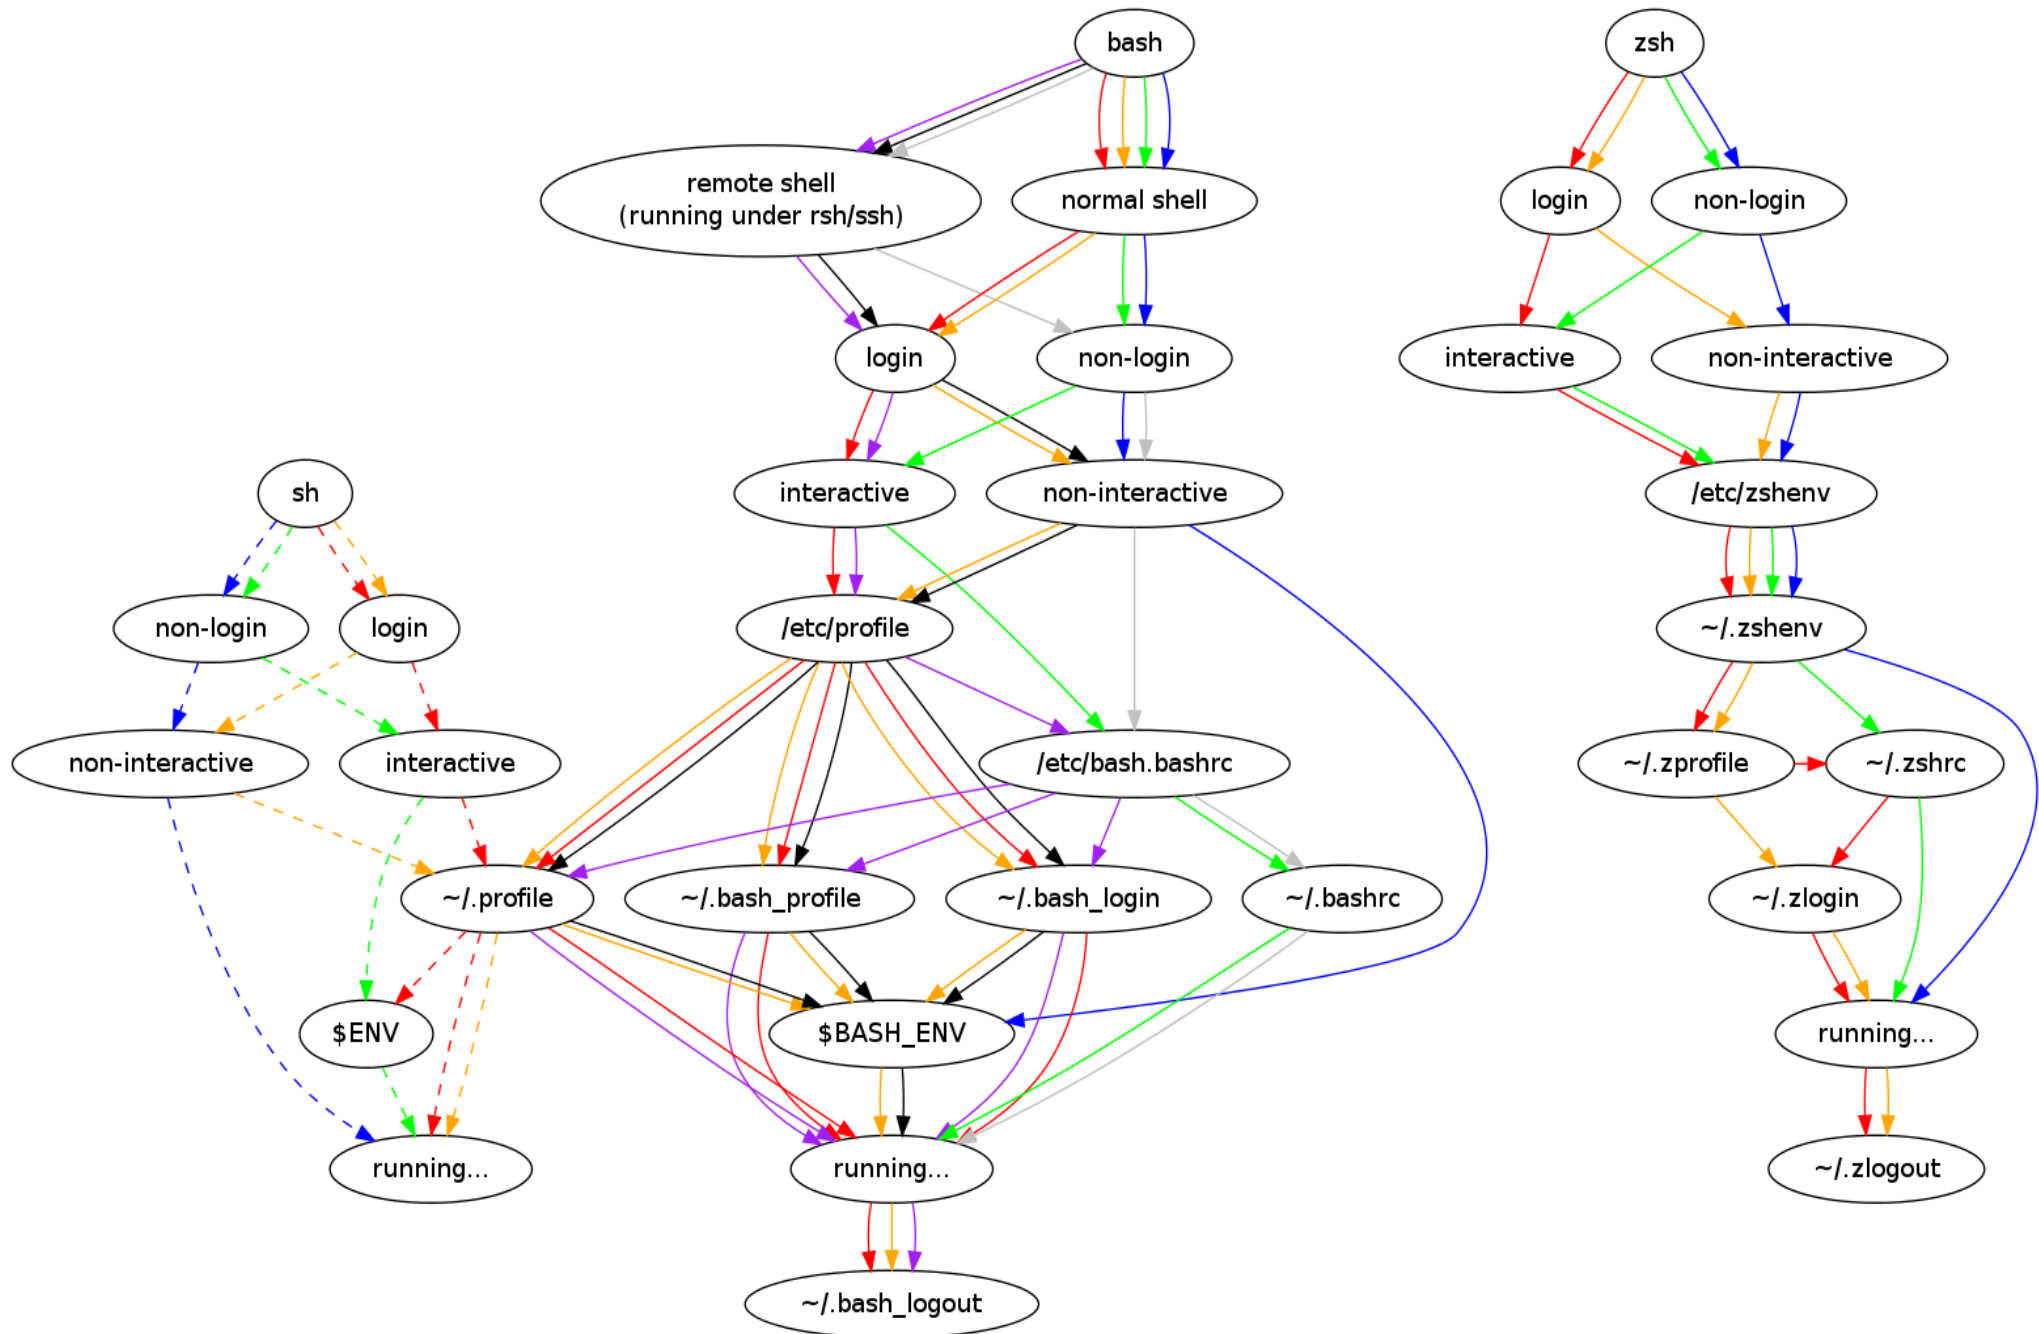 bash
zsh
remote shell
(running under rsh/ssh)
normal shell
login
non-login
login
non-login
interactive
non-interactive
sh
interactive
non-interactive
/etc/zshenv
non-login
login
/etc/profile
~/.zshenv
non-interactive
interactive
/etc/bash.bashrc
~/.zprofile
~/.zshrc
~/.profile
~/.bash_profile
~/.bash_login
~/.bashrc
~/.zlogin
$ENV
$BASH_ENV
running...
running...
running...
~/.zlogout
~/.bash_logout